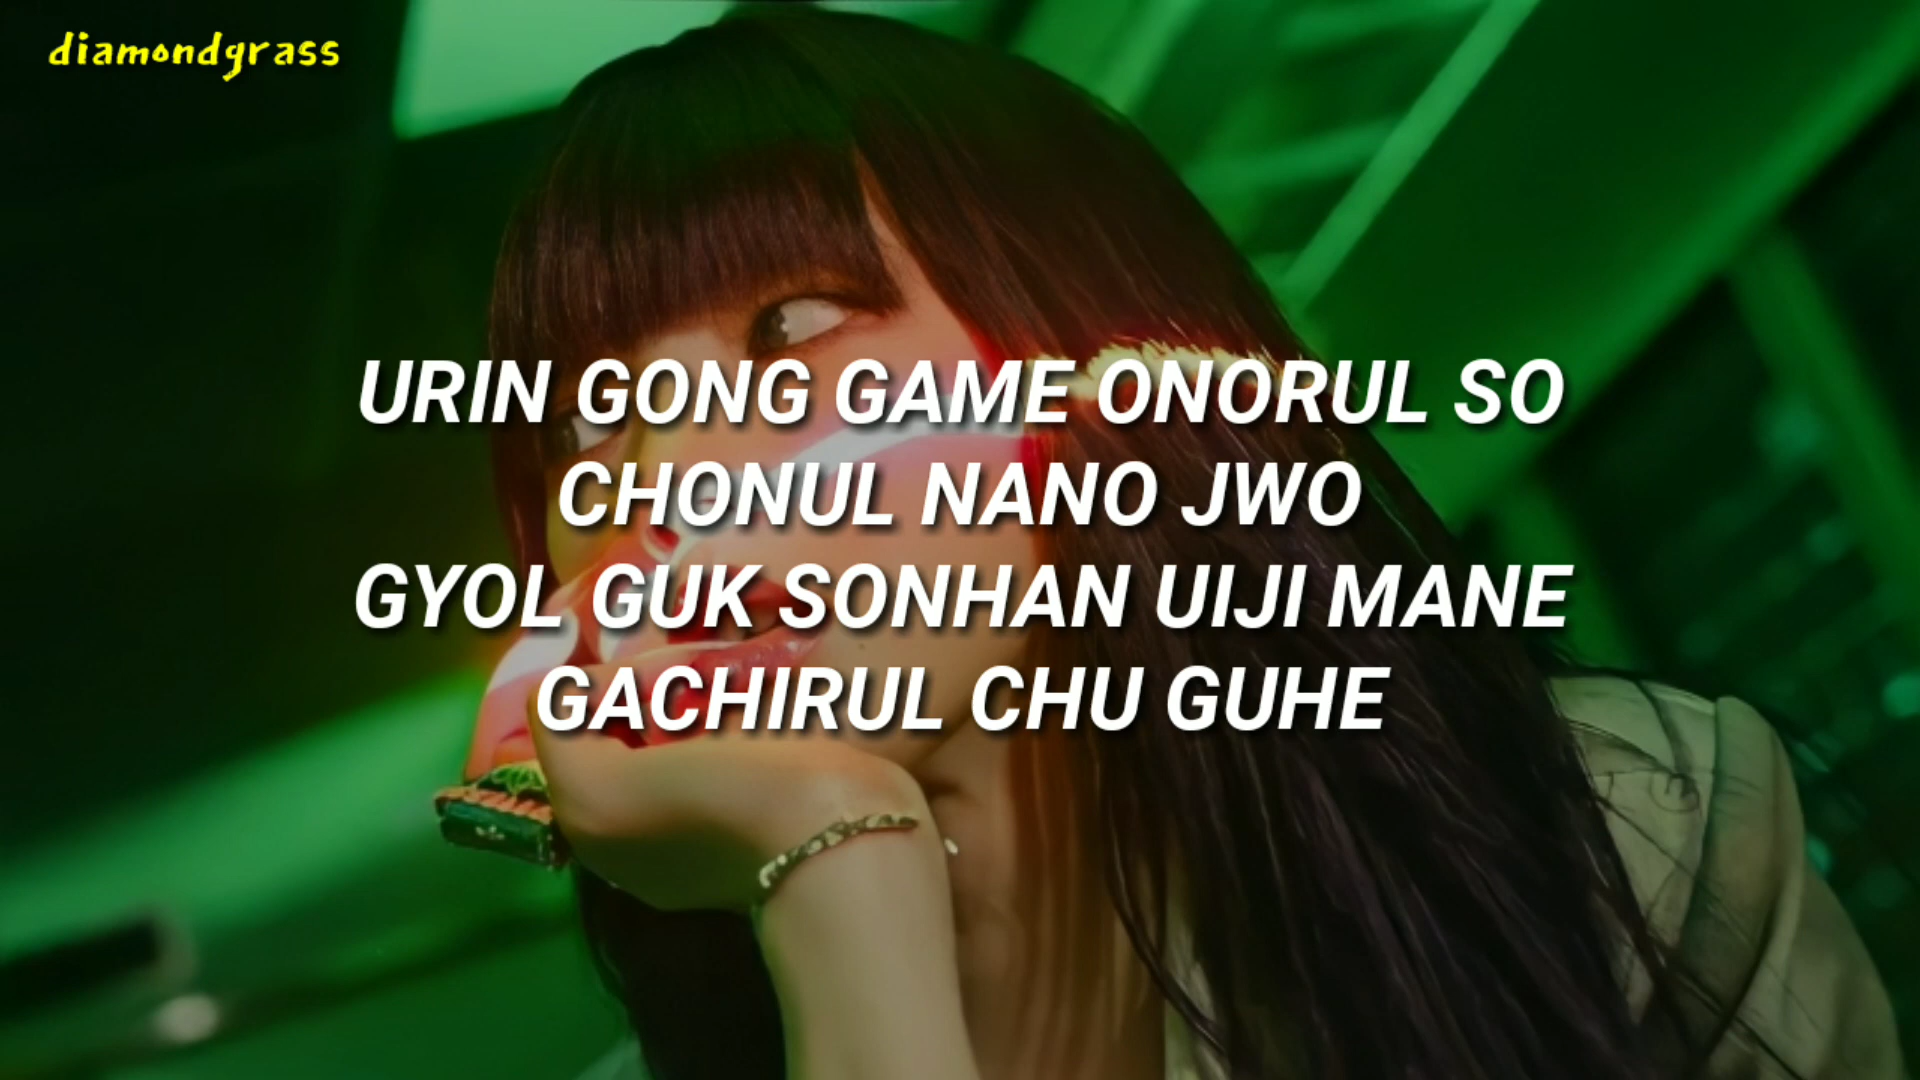 diamondgrass
URIN GONG GAME ONORUL SO
CHONUL NANO JWO
GYOL GUK SONHAN UIJI MANE
GACHIRUL CHU GUHE